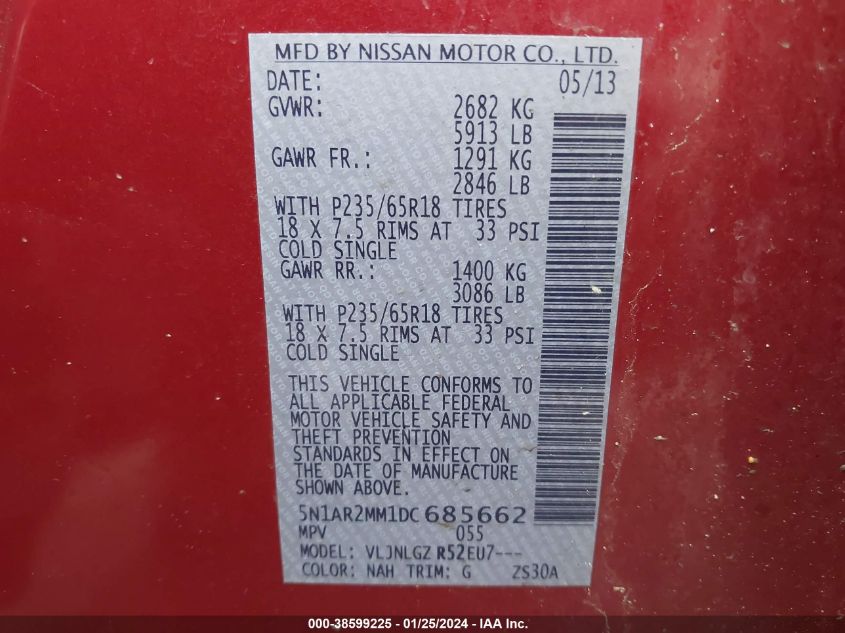 MFD BY NISSAN MOTOR CO., LTD.
DATE: 05/13
GVWR: 2682 KG
5913 LB
GAWR FR.: 1291 KG
2846 LB
WITH P235/65R18 TIRES
18 X 7.5 RIMS AT 33 PSI
COLD SINGLE
GAWR RR.: 1400 KG
3086 LB
WITH P235/65R18 TIRES
18 X 7.5 RIMS AT 33 PSI
COLD SINGLE
THIS VEHICLE CONFORMS TO
ALL APPLICABLE FEDERAL
MOTOR VEHICLE SAFETY AND
THEFT PREVENTION
STANDARDS IN EFFECT ON
THE DATE OF MANUFACTURE
SHOWN ABOVE.
5N1AR2MM1DC685662
MPV 055
MODEL: VLJNLGZ R52EU7---
COLOR: NAH TRIM: G ZS30A
000-38599225 - 01/25/2024 - IAA Inc.